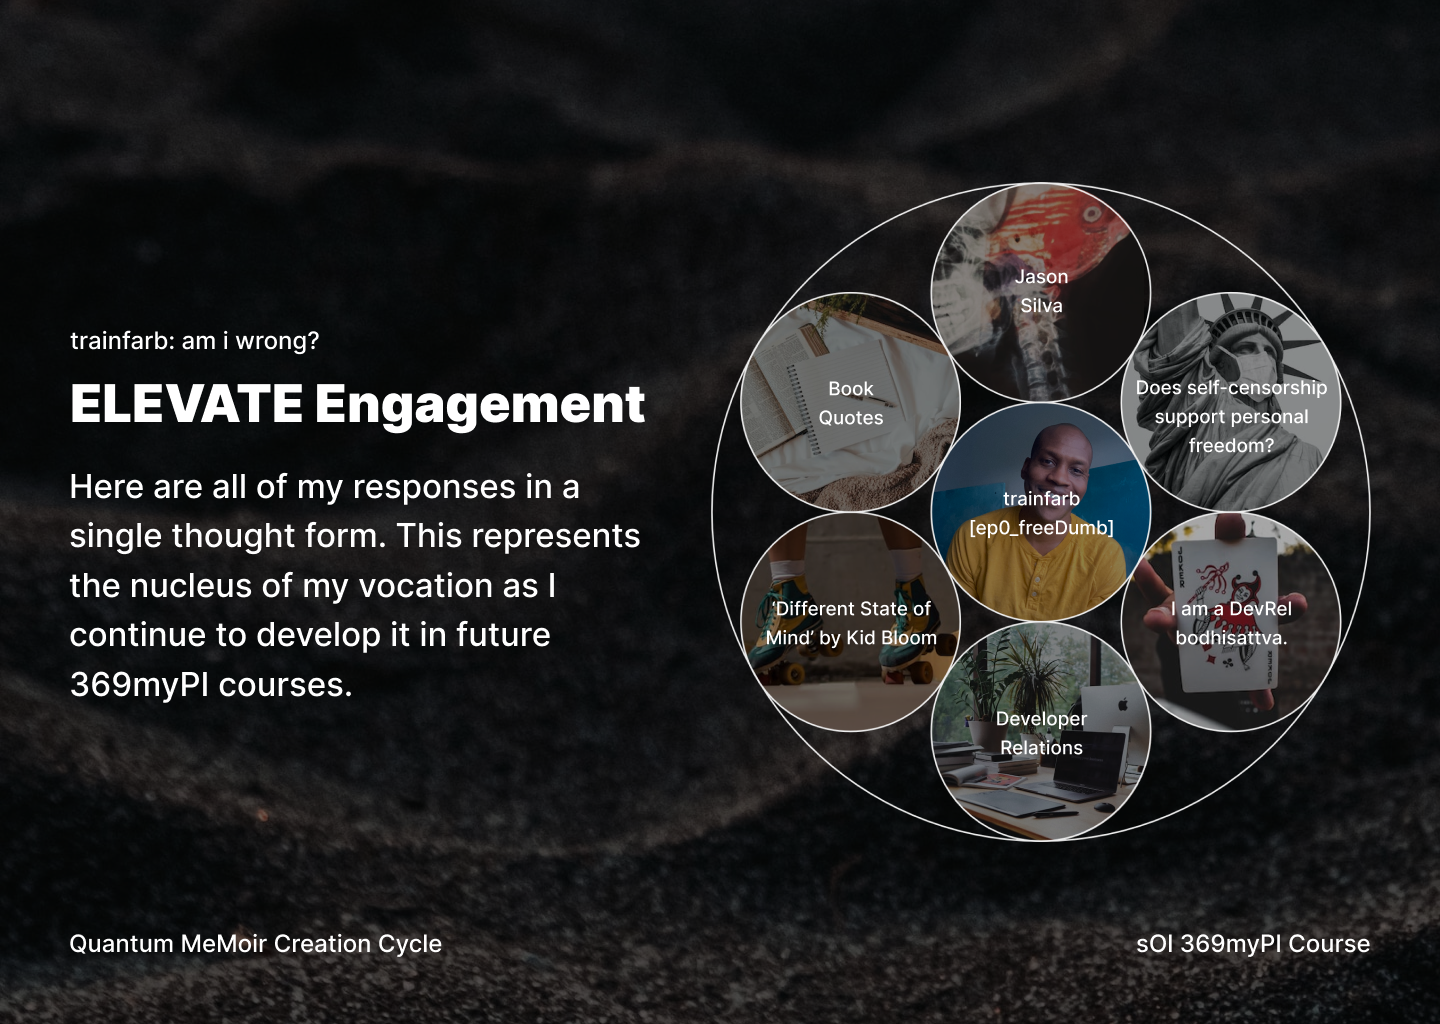 trainfarb: am i wrong?
ELEVATE Engagement
Here are all of my responses in a
single thought form. This represents
the nucleus of my vocation as I
continue to develop it in future
369myPI courses.
Jason
Silva
Book
Quotes
Does self-censorship
support personal
freedom?
trainfarb
[ep0_freeDumb]
‘Different State of
Mind’ by Kid Bloom
I am a DevRel
bodhisattva.
JOKER
JOKER
Developer
Relations
Quantum MeMoir Creation Cycle
sOI 369myPI Course